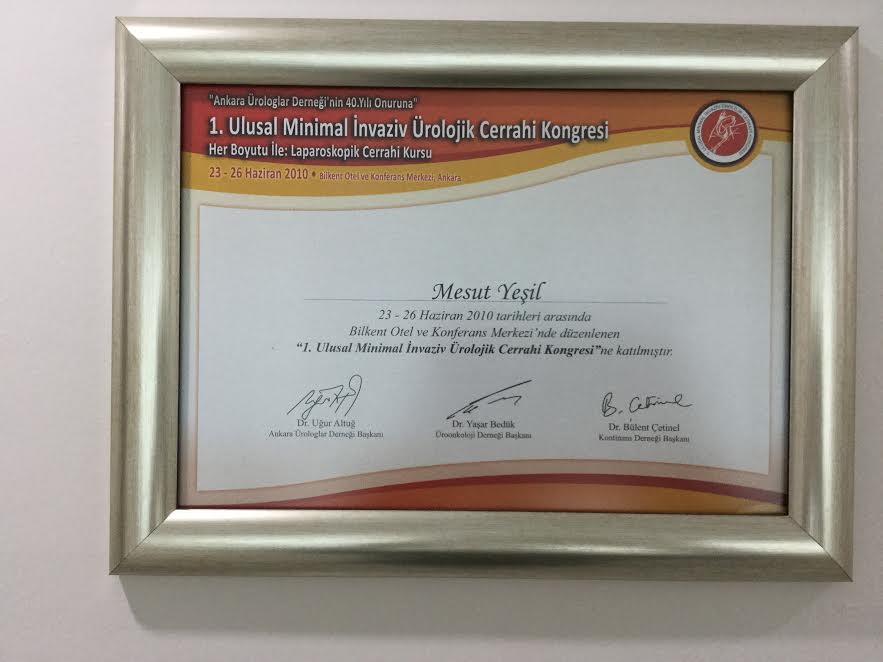 "Ankara Ürologlar Derneği'nin 40.Yılı Onuruna"
1. Ulusal Minimal İnvaziv Ürolojik Cerrahi Kongresi
Her Boyutu İle: Laparoskopik Cerrahi Kursu
23 - 26 Haziran 2010 • Bilkent Otel ve Konferans Merkezi, Ankara
Mesut Yeşil
23 - 26 Haziran 2010 tarihleri arasında
Bilkent Otel ve Konferans Merkezi'nde düzenlenen
"1. Ulusal Minimal İnvaziv Ürolojik Cerrahi Kongresi"ne katılmıştır.
B. Çetinel
Dr. Uğur Altuğ
Ankara Ürologlar Derneği Başkanı
Dr. Yaşar Bedük
Üroonkoloji Derneği Başkanı
Dr. Bülent Çetinel
Kontinans Derneği Başkanı